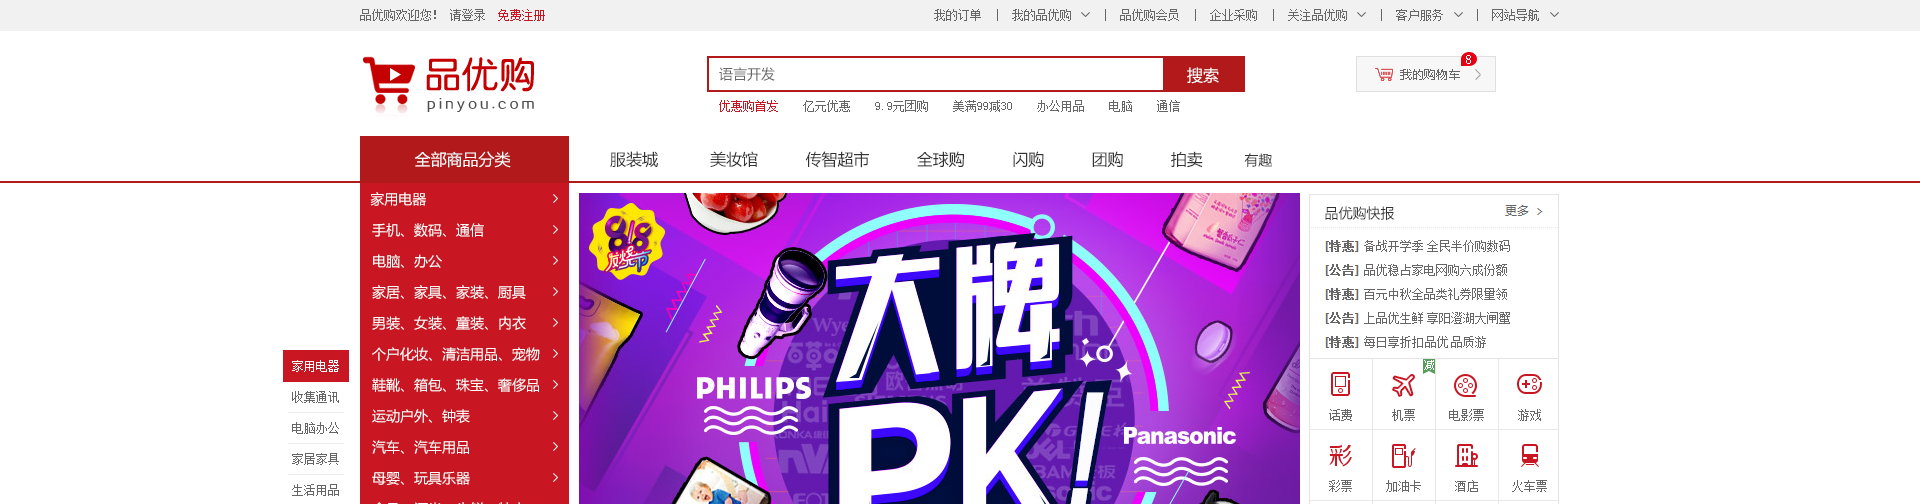 品优购欢迎您! 请登录 免费注册
我的订单 | 我的品优购 | 品优购会员 | 企业采购 | 关注品优购 | 客户服务 | 网站导航
品优购
pinyou.com
语言开发 搜索
我的购物车 8
优惠购首发 亿元优惠 9.9元团购 美满99减30 办公用品 电脑 通信
全部商品分类 服装城 美妆馆 传智超市 全球购 闪购 团购 拍卖 有趣
家用电器
手机、数码、通信
电脑、办公
家居、家具、家装、厨具
男装、女装、童装、内衣
个户化妆、清洁用品、宠物
鞋靴、箱包、珠宝、奢侈品
运动户外、钟表
汽车、汽车用品
母婴、玩具乐器
家用电器
收集通讯
电脑办公
家居家具
生活用品
大牌
PK!
PHILIPS
Panasonic
品优购快报 更多
[特惠] 备战开学季 全民半价购数码
[公告] 品优稳占家电网购六成份额
[特惠] 百元中秋全品类礼券限量领
[公告] 上品优生鲜 享阳澄湖大闸蟹
[特惠] 每日享折扣品优品质游
减
话费 机票 电影票 游戏
彩
彩票 加油卡 酒店 火车票